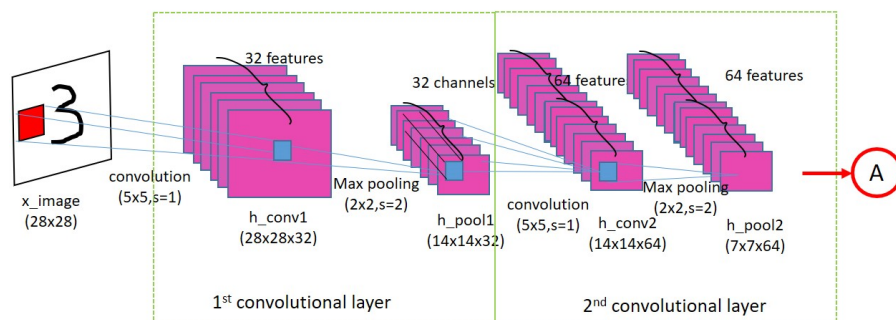 3
x_image
(28x28)
convolution
(5x5,s=1)
32 features
h_conv1
(28x28x32)
Max pooling
(2x2,s=2)
32 channels
h_pool1
(14x14x32)
1st convolutional layer
convolution
(5x5,s=1)
64 feature
h_conv2
(14x14x64)
Max pooling
(2x2,s=2)
64 features
h_pool2
(7x7x64)
2nd convolutional layer
A